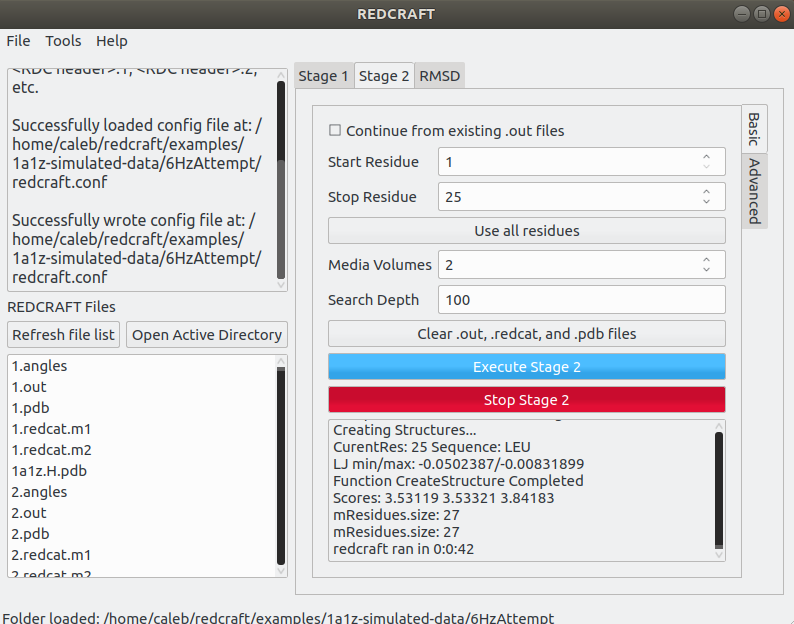 REDCRAFT
File Tools Help
<RDC header>.1, <RDC header>.2,
etc.
Successfully loaded config file at: /
home/caleb/redcraft/examples/
1a1z-simulated-data/6HzAttempt/
redcraft.conf
Successfully wrote config file at: /
home/caleb/redcraft/examples/
1a1z-simulated-data/6HzAttempt/
redcraft.conf
REDCRAFT Files
Refresh file list Open Active Directory
1.angles
1.out
1.pdb
1.redcat.m1
1.redcat.m2
1a1z.H.pdb
2.angles
2.out
2.pdb
2.redcat.m1
2.redcat.m2
Stage 1 Stage 2 RMSD
Basic
Advanced
Continue from existing .out files
Start Residue 1
Stop Residue 25
Use all residues
Media Volumes 2
Search Depth 100
Clear .out, .redcat, and .pdb files
Execute Stage 2
Stop Stage 2
Creating Structures...
CurentRes: 25 Sequence: LEU
LJ min/max: -0.0502387/-0.00831899
Function CreateStructure Completed
Scores: 3.53119 3.53321 3.84183
mResidues.size: 27
mResidues.size: 27
redcraft ran in 0:0:42
Folder loaded: /home/caleb/redcraft/examples/1a1z-simulated-data/6HzAttempt